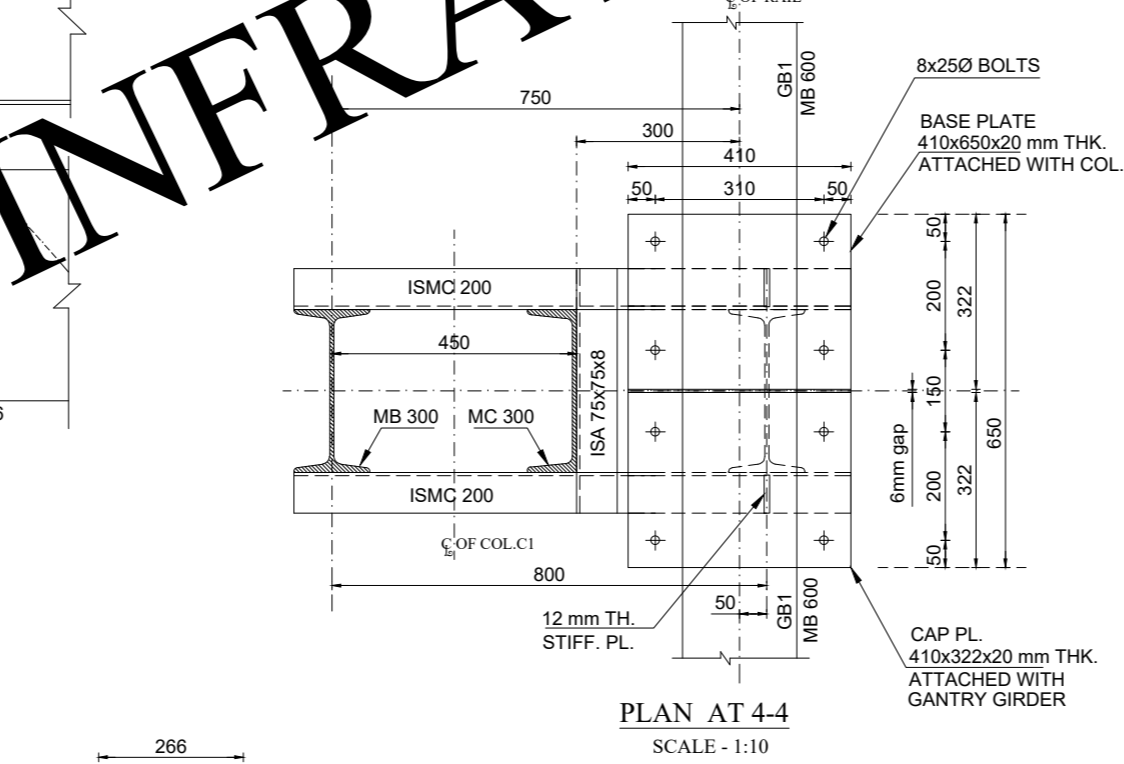 INFRA
℄ OF RAIL
GB1
MB 600
8x25Ø BOLTS
750
300
BASE PLATE
410x650x20 mm THK.
ATTACHED WITH COL.
410
50
310
50
50
ISMC 200
200
322
450
ISA 75x75x8
150
650
MB 300
MC 300
6mm gap
200
322
ISMC 200
℄ OF COL.C1
50
800
50
GB1
MB 600
12 mm TH.
STIFF. PL.
CAP PL.
410x322x20 mm THK.
ATTACHED WITH
GANTRY GIRDER
PLAN AT 4-4
SCALE - 1:10
266